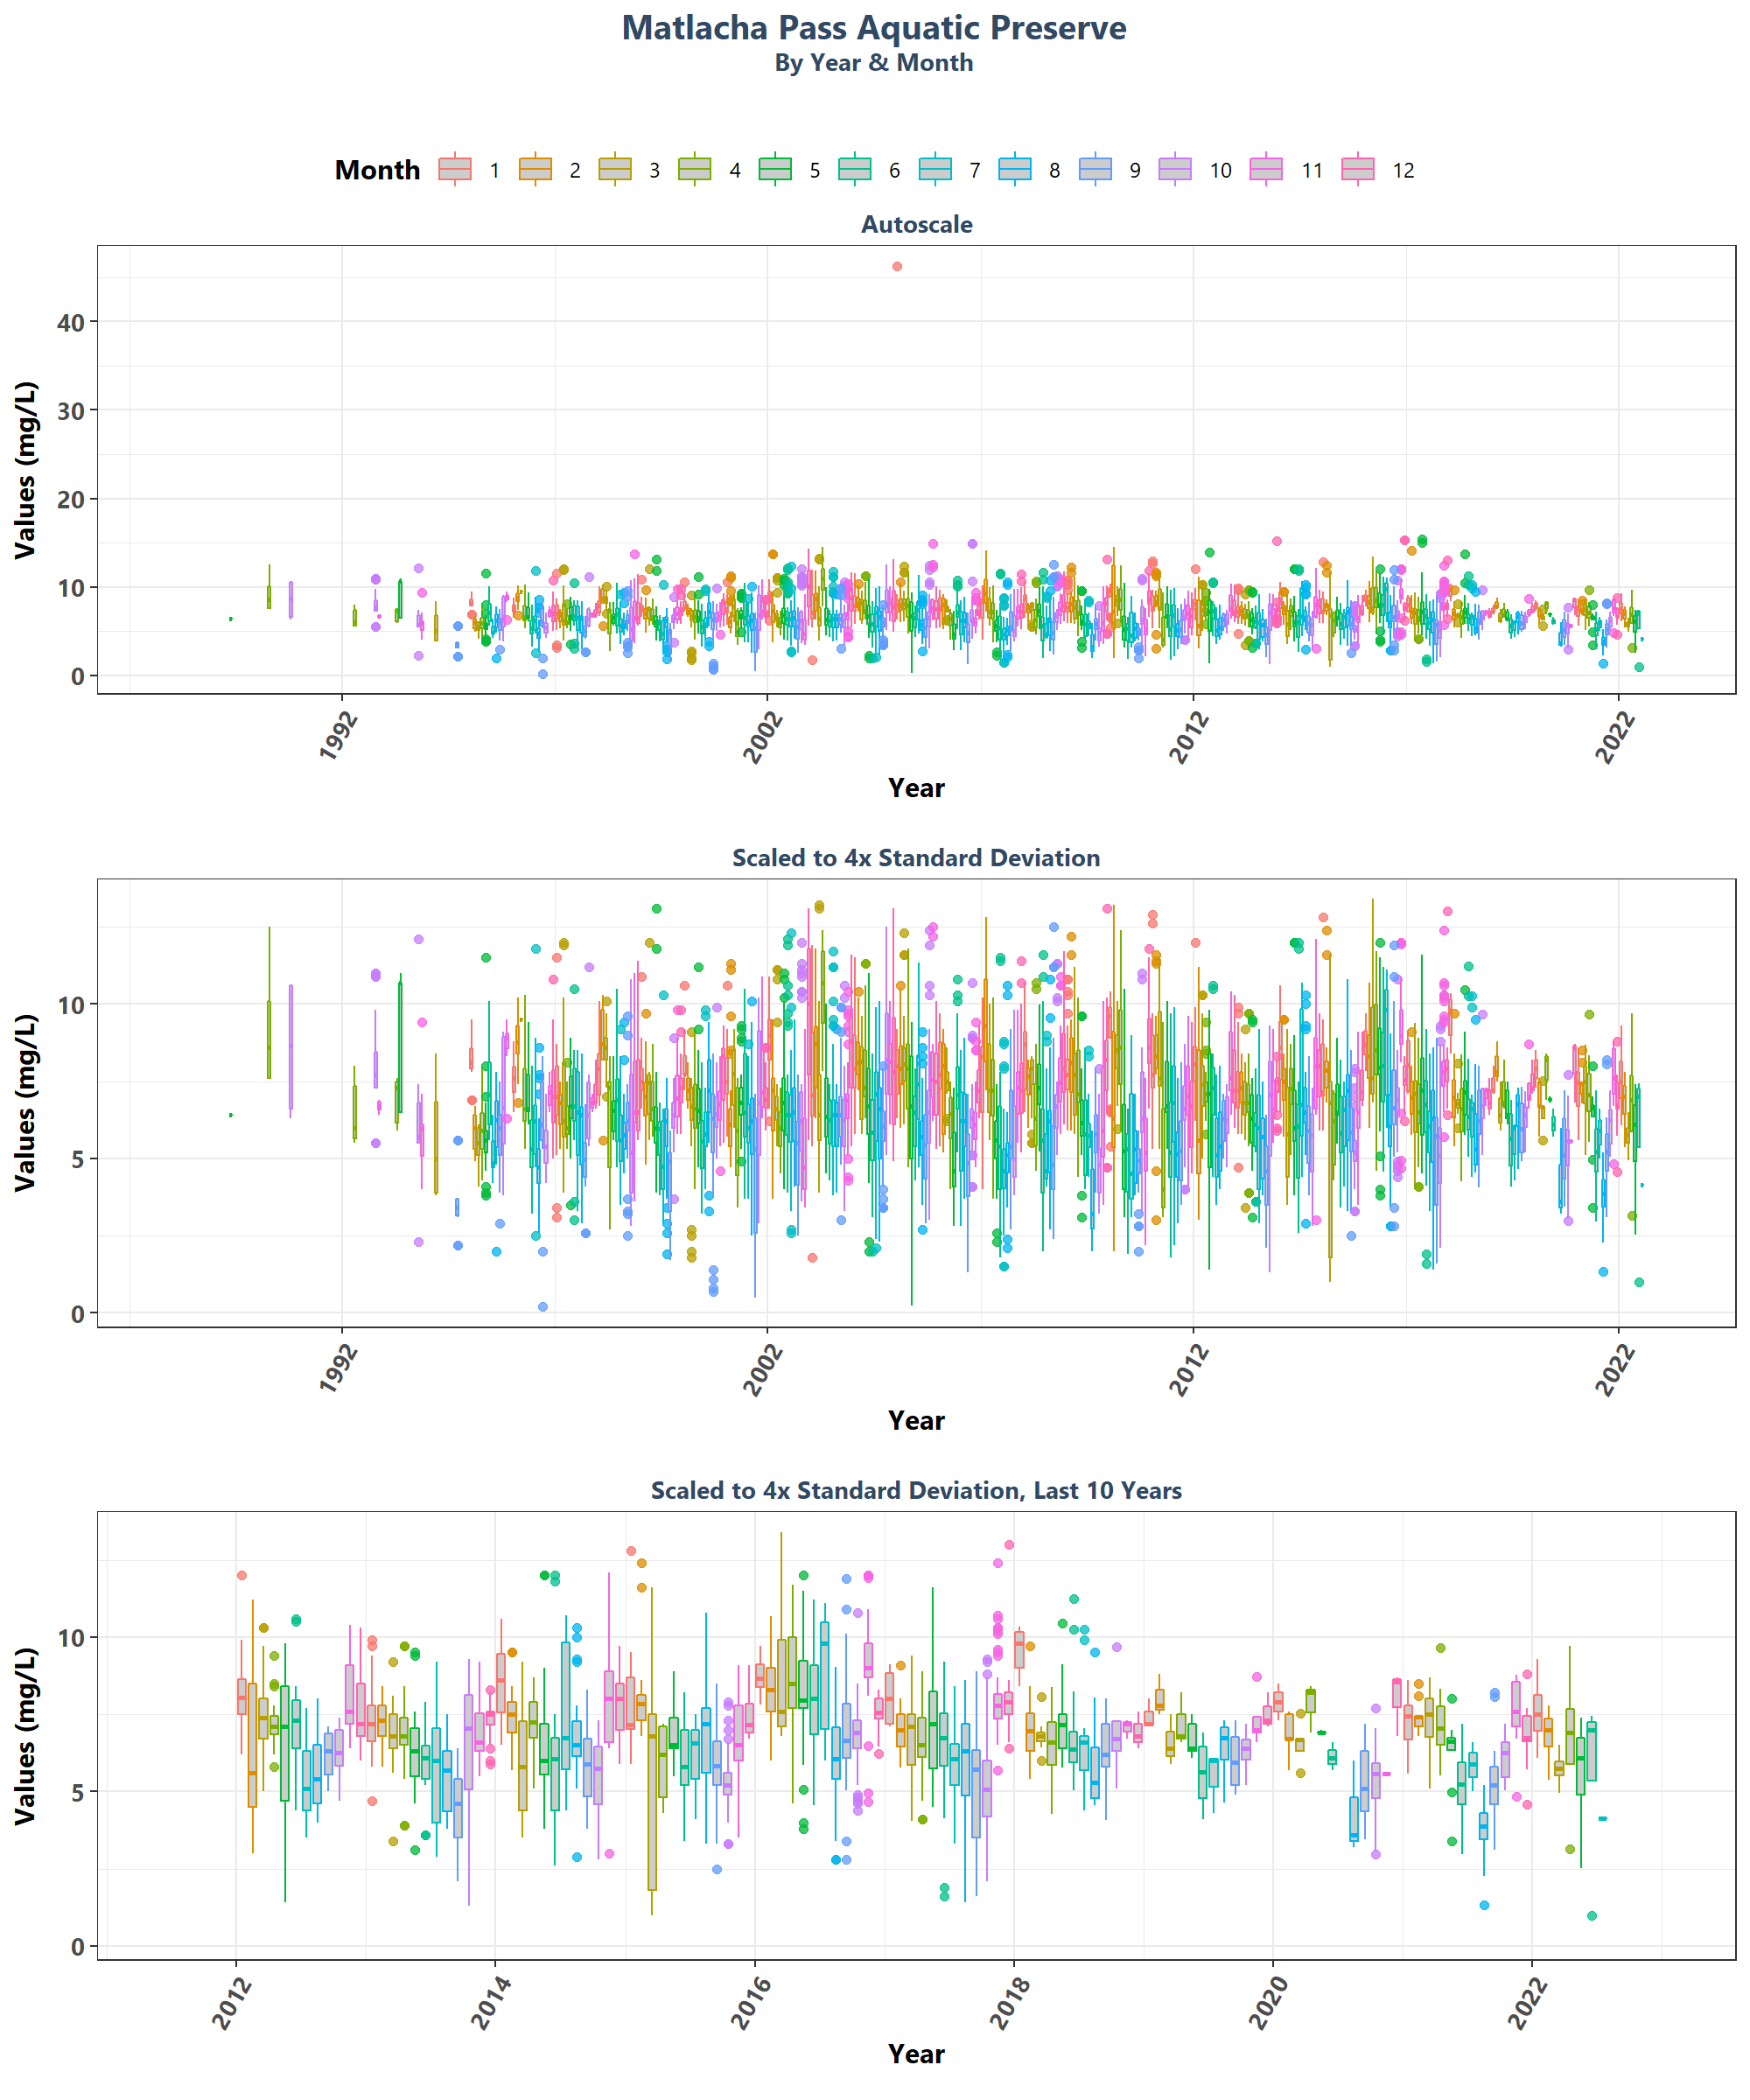 Matlacha Pass Aquatic Preserve
By Year & Month
Month 1 2 3 4 5 6 7 8 9 10 11 12
Autoscale
Values (mg/L)
40
30
20
10
0
1992 2002 2012 2022
Year
Scaled to 4x Standard Deviation
Values (mg/L)
10
5
0
1992 2002 2012 2022
Year
Scaled to 4x Standard Deviation, Last 10 Years
Values (mg/L)
10
5
0
2012 2014 2016 2018 2020 2022
Year